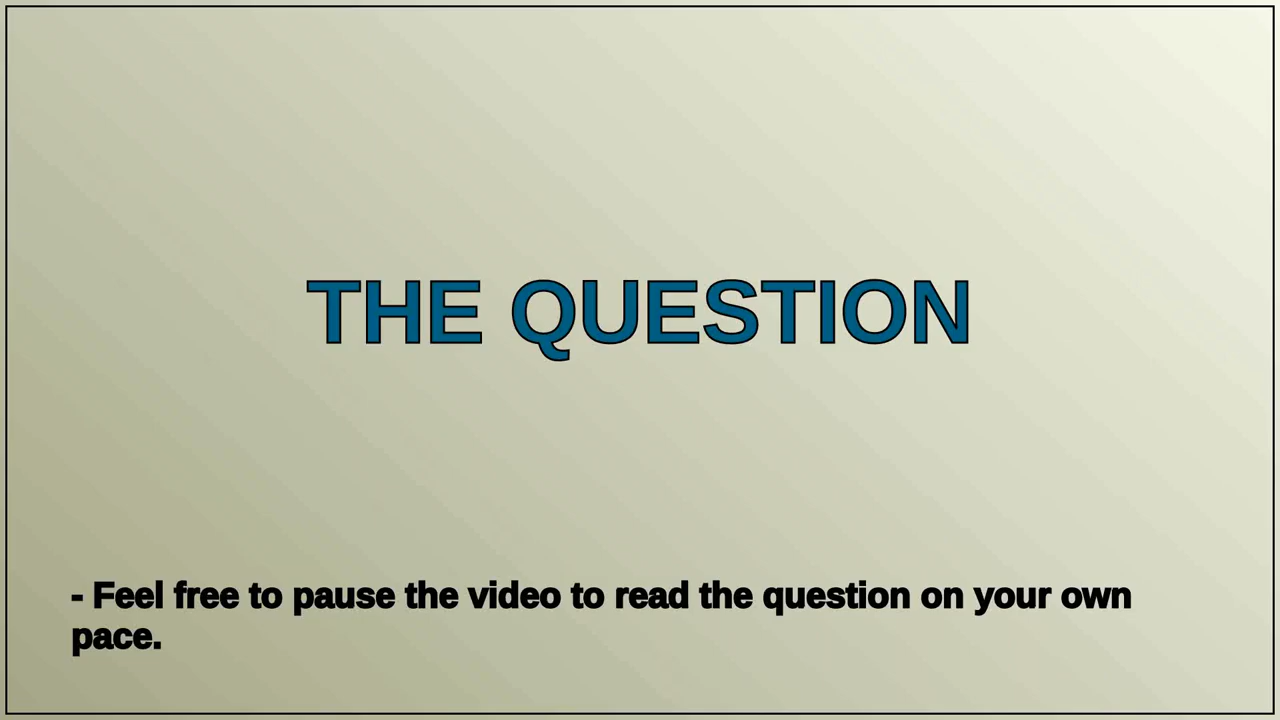 THE QUESTION
- Feel free to pause the video to read the question on your own
pace.